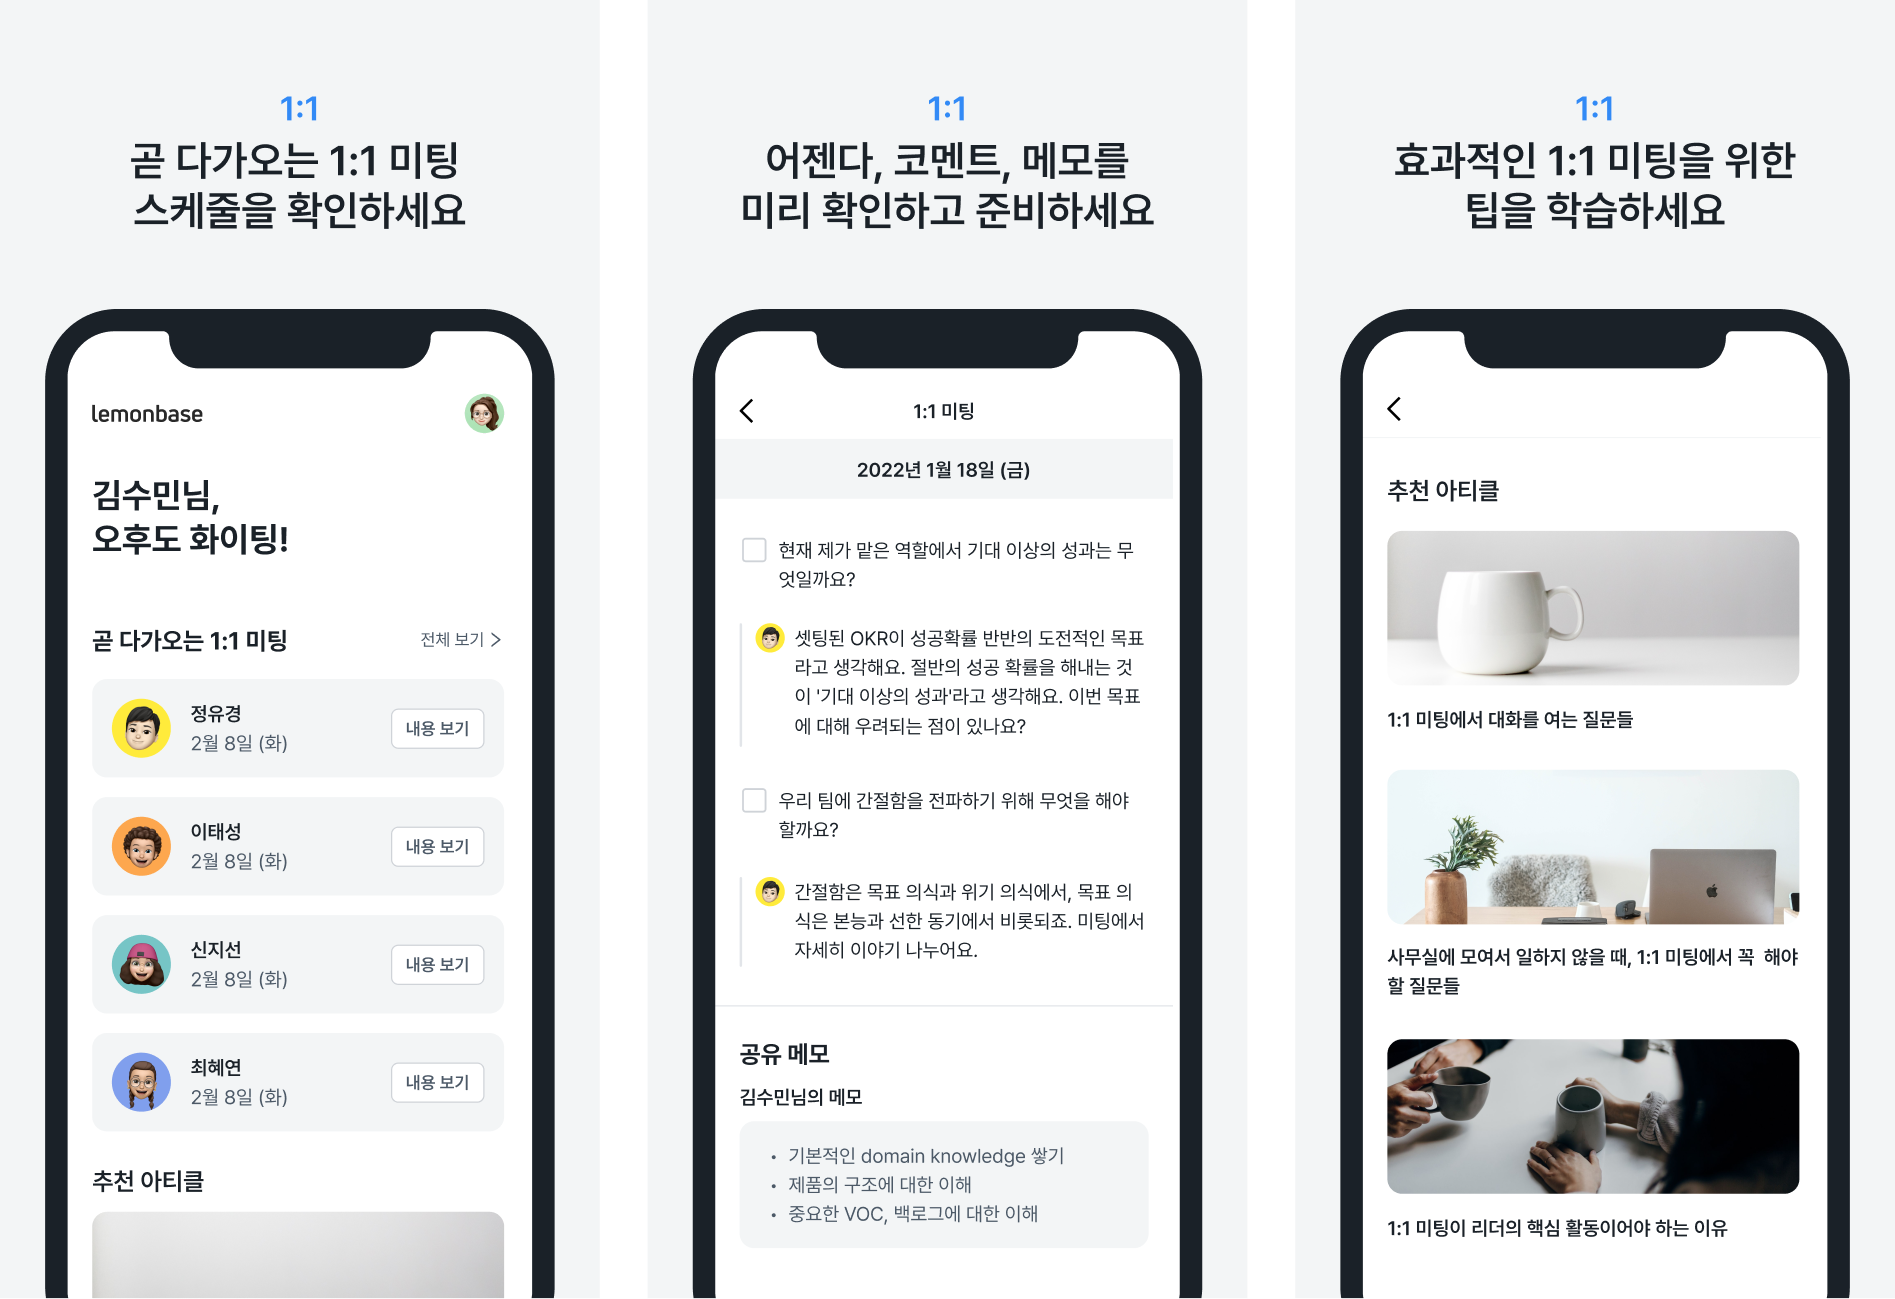 1:1
곧 다가오는 1:1 미팅
스케줄을 확인하세요
lemonbase
김수민님,
오후도 화이팅!
곧 다가오는 1:1 미팅
전체 보기 >
정유경
2월 8일 (화)
내용 보기
이태성
2월 8일 (화)
내용 보기
신지선
2월 8일 (화)
내용 보기
최혜연
2월 8일 (화)
내용 보기
추천 아티클
1:1
어젠다, 코멘트, 메모를
미리 확인하고 준비하세요
1:1 미팅
2022년 1월 18일 (금)
현재 제가 맡은 역할에서 기대 이상의 성과는 무
엇일까요?
셋팅된 OKR이 성공확률 반반의 도전적인 목표
라고 생각해요. 절반의 성공 확률을 해내는 것
이 '기대 이상의 성과'라고 생각해요. 이번 목표
에 대해 우려되는 점이 있나요?
우리 팀에 간절함을 전파하기 위해 무엇을 해야
할까요?
간절함은 목표 의식과 위기 의식에서, 목표 의
식은 본능과 선한 동기에서 비롯되죠. 미팅에서
자세히 이야기 나누어요.
공유 메모
김수민님의 메모
• 기본적인 domain knowledge 쌓기
• 제품의 구조에 대한 이해
• 중요한 VOC, 백로그에 대한 이해
1:1
효과적인 1:1 미팅을 위한
팁을 학습하세요
추천 아티클
1:1 미팅에서 대화를 여는 질문들
사무실에 모여서 일하지 않을 때, 1:1 미팅에서 꼭 해야
할 질문들
1:1 미팅이 리더의 핵심 활동이어야 하는 이유